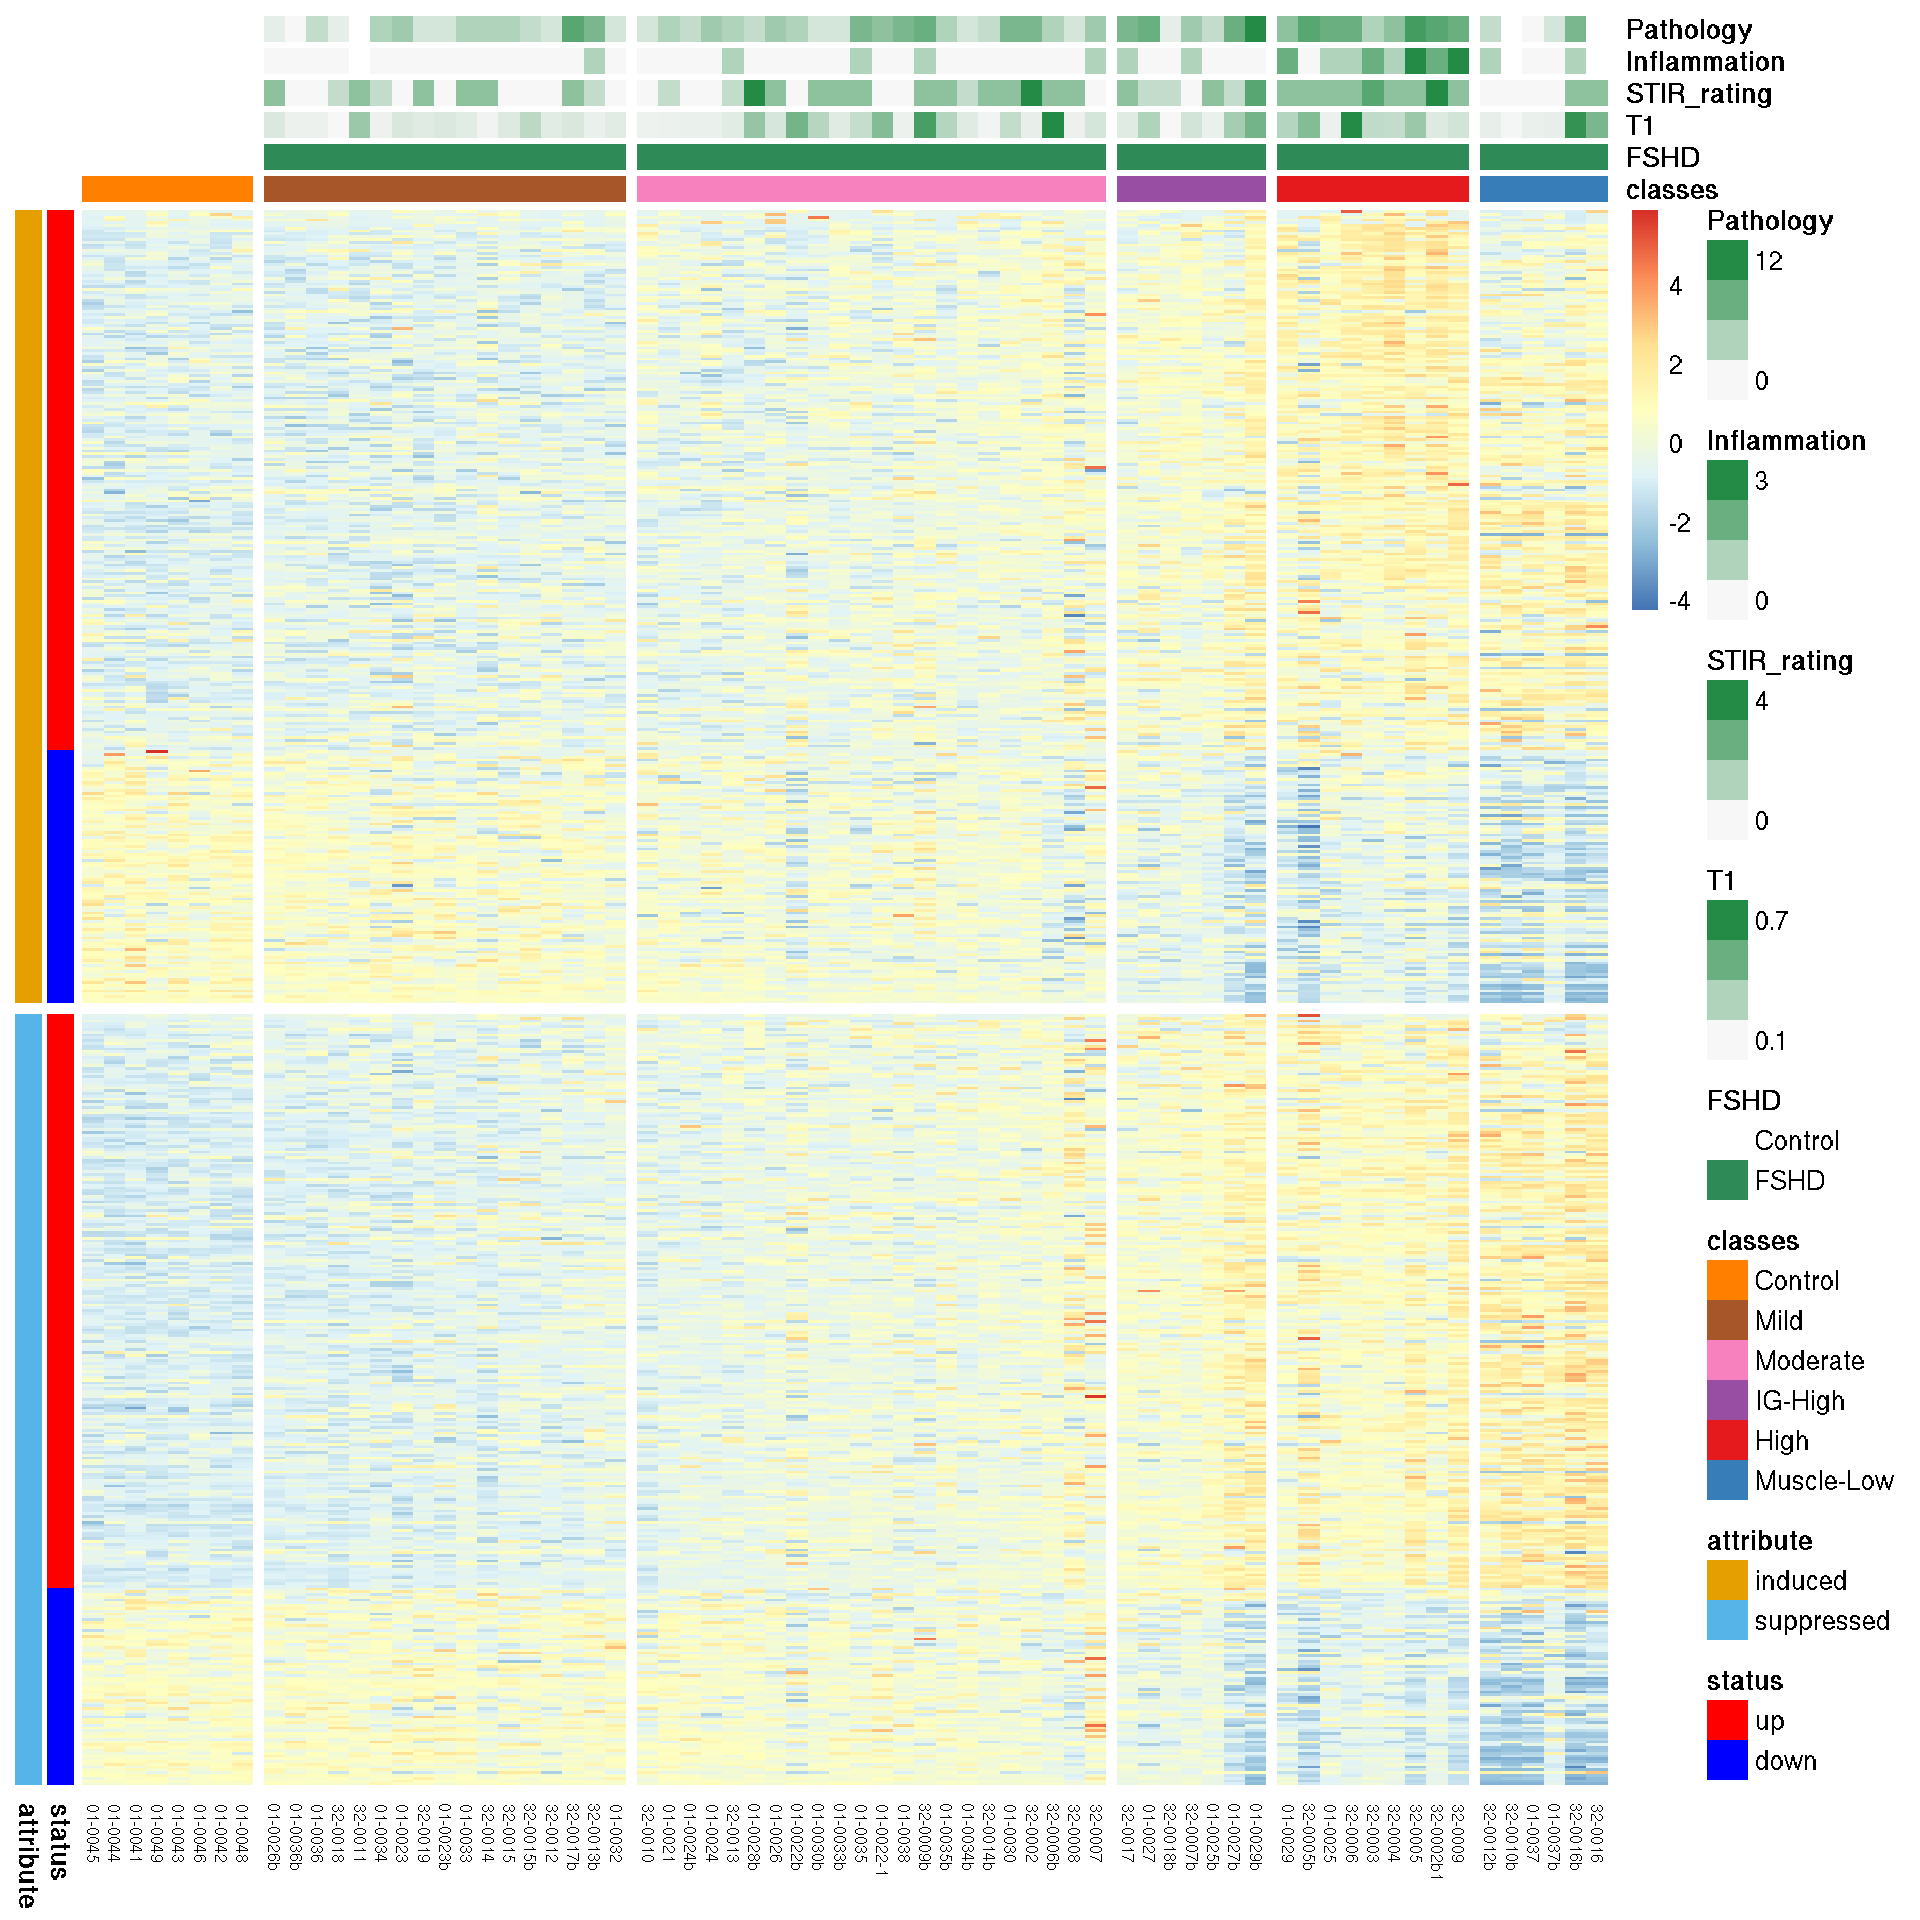 Pathology
Inflammation
STIR_rating
T1
FSHD
classes
4
2
0
-2
-4
Pathology
12
0
Inflammation
3
0
STIR_rating
4
0
T1
0.7
0.1
FSHD
Control
FSHD
classes
Control
Mild
Moderate
IG-High
High
Muscle-Low
attribute
induced
suppressed
status
up
down
attribute
status
01-0045
01-0044
01-0041
01-0049
01-0043
01-0046
01-0042
01-0048
01-0026b
01-0036b
01-0036
32-0018
32-0011
01-0034
01-0023
32-0019
01-0023b
01-0033
32-0014
32-0015
32-0015b
32-0012
32-0017b
32-0013b
01-0032
32-0010
01-0021
01-0024b
01-0024
32-0013
01-0028b
01-0026
01-0022b
01-0030b
01-0033b
01-0035
01-0022-1
01-0038
32-0009b
01-0035b
01-0034b
32-0014b
01-0030
32-0002
32-0006b
32-0008
32-0007
32-0017
01-0027
32-0018b
32-0007b
01-0025b
01-0027b
01-0029b
01-0029
32-0005b
01-0025
32-0006
32-0003
32-0004
32-0005
32-0002b1
32-0009
32-0012b
32-0010b
01-0037
01-0037b
32-0016b
32-0016